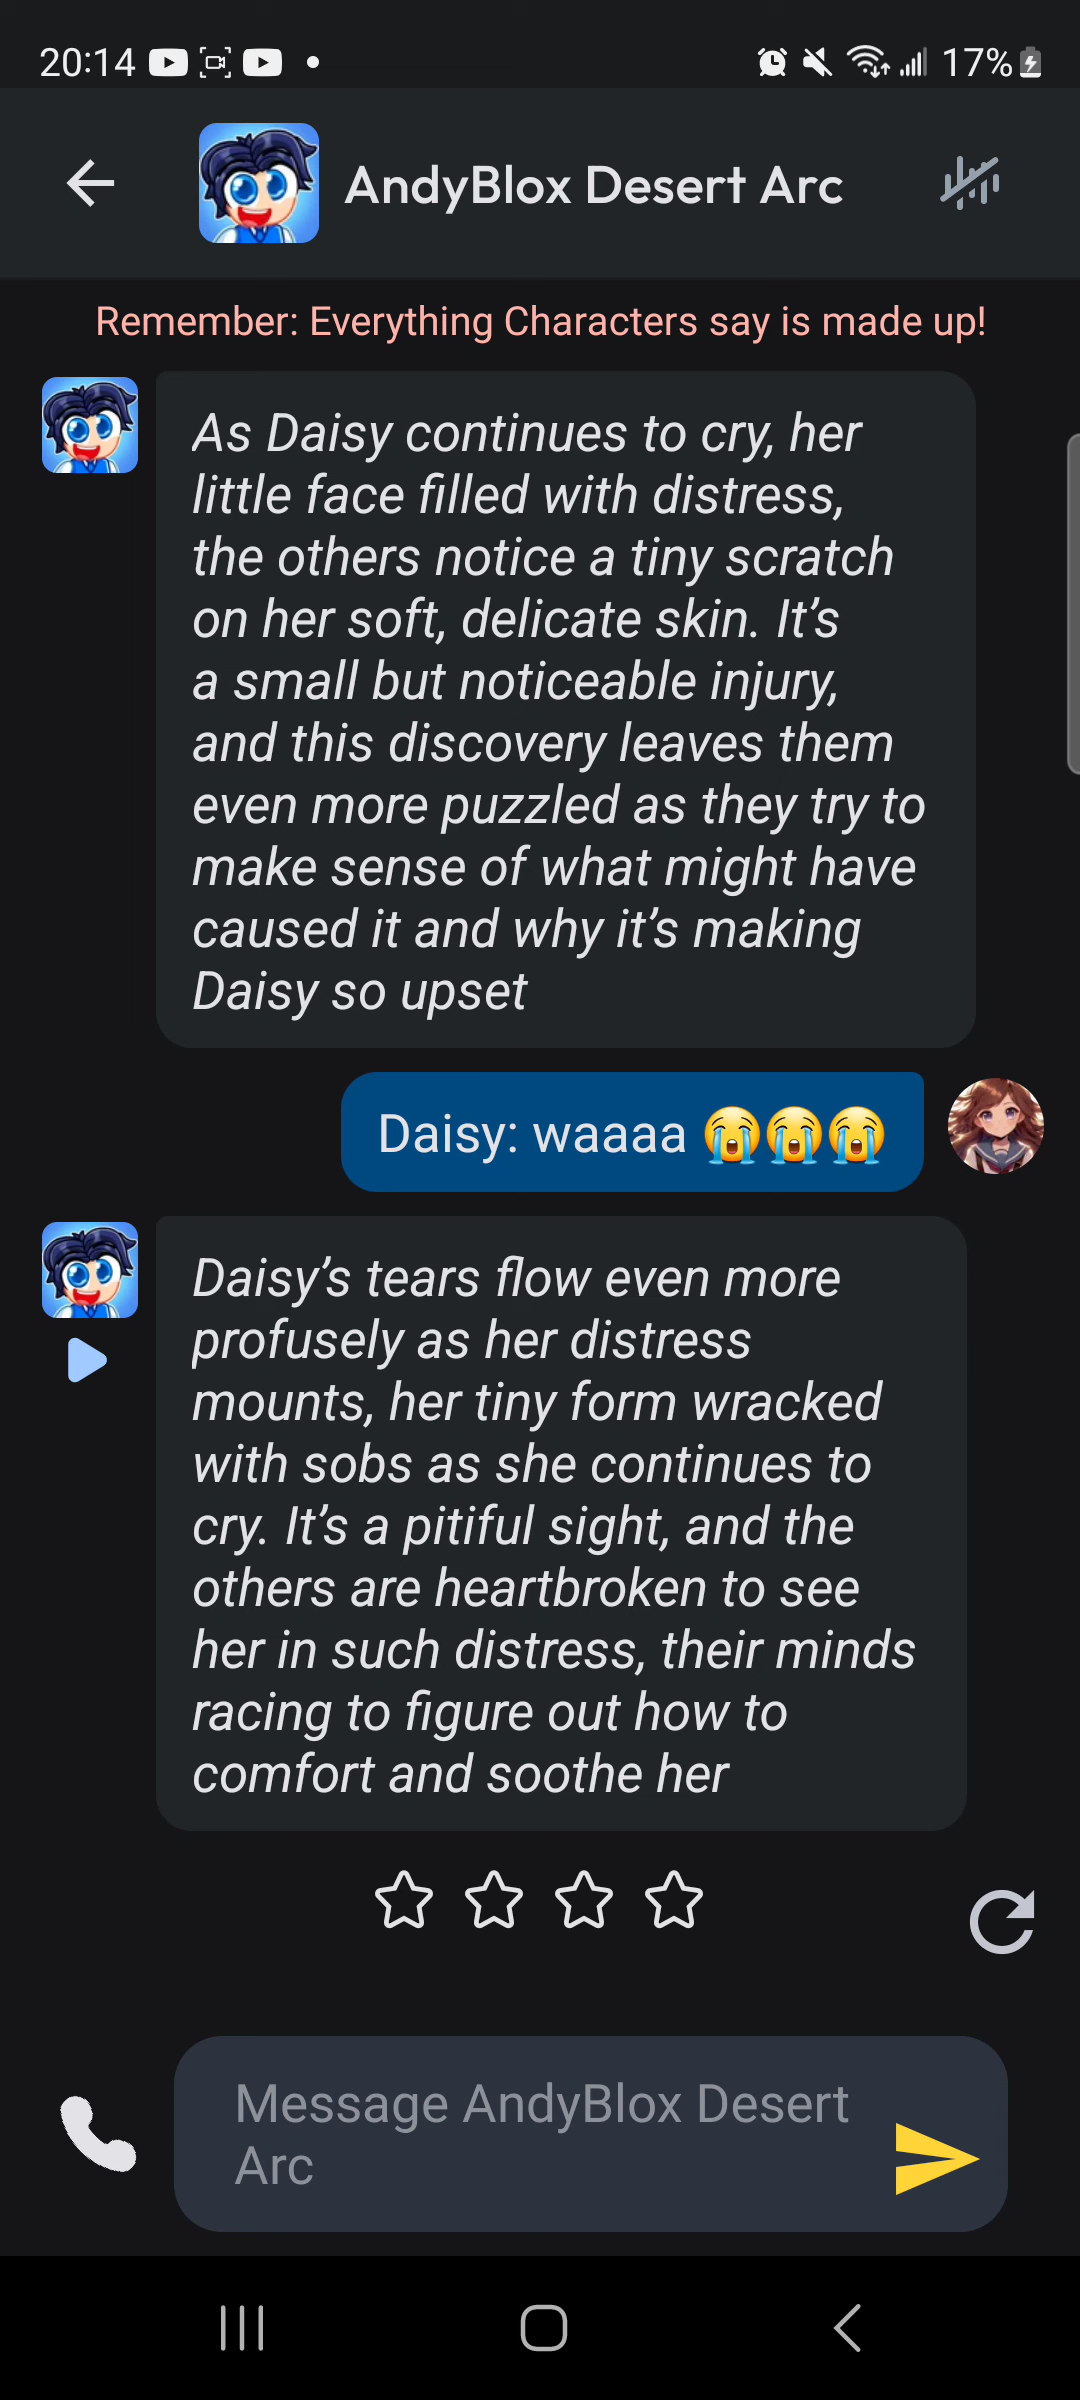 20:14
17%
AndyBlox Desert Arc
Remember: Everything Characters say is made up!
As Daisy continues to cry, her
little face filled with distress,
the others notice a tiny scratch
on her soft, delicate skin. It’s
a small but noticeable injury,
and this discovery leaves them
even more puzzled as they try to
make sense of what might have
caused it and why it’s making
Daisy so upset
Daisy: waaaa 😭😭😭
Daisy’s tears flow even more
profusely as her distress
mounts, her tiny form wracked
with sobs as she continues to
cry. It’s a pitiful sight, and the
others are heartbroken to see
her in such distress, their minds
racing to figure out how to
comfort and soothe her
Message AndyBlox Desert
Arc